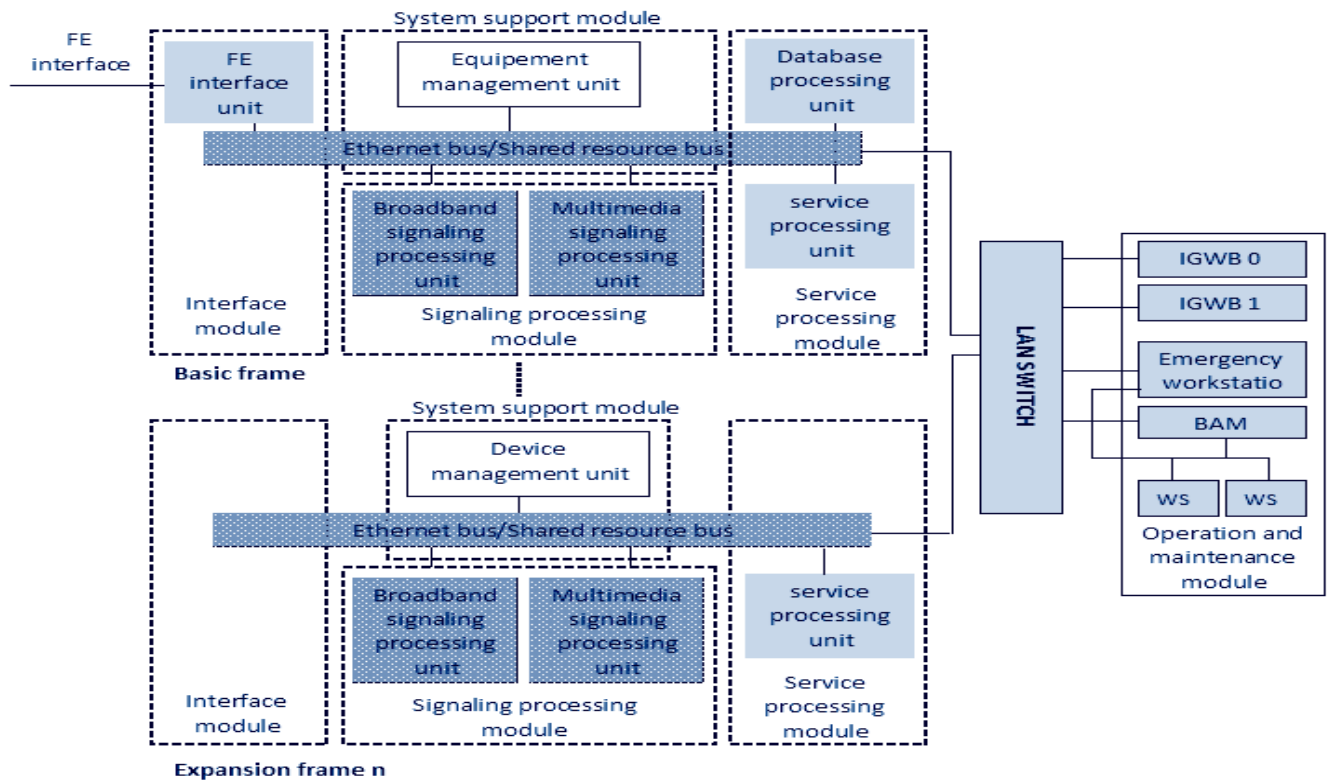 System support module
FE
interface
FE
interface
unit
Equipement
management unit
Database
processing
unit
Ethernet bus/Shared resource bus
Broadband
signaling
processing
unit
Multimedia
signaling
processing
unit
service
processing
unit
Interface
module
Signaling processing
module
Service
processing
module
Basic frame
System support module
Device
management unit
Ethernet bus/Shared resource bus
Broadband
signaling
processing
unit
Multimedia
signaling
processing
unit
service
processing
unit
Interface
module
Signaling processing
module
Service
processing
module
Expansion frame n
LAN SWITCH
IGWB 0
IGWB 1
Emergency
workstatio
BAM
WS
WS
Operation and
maintenance
module